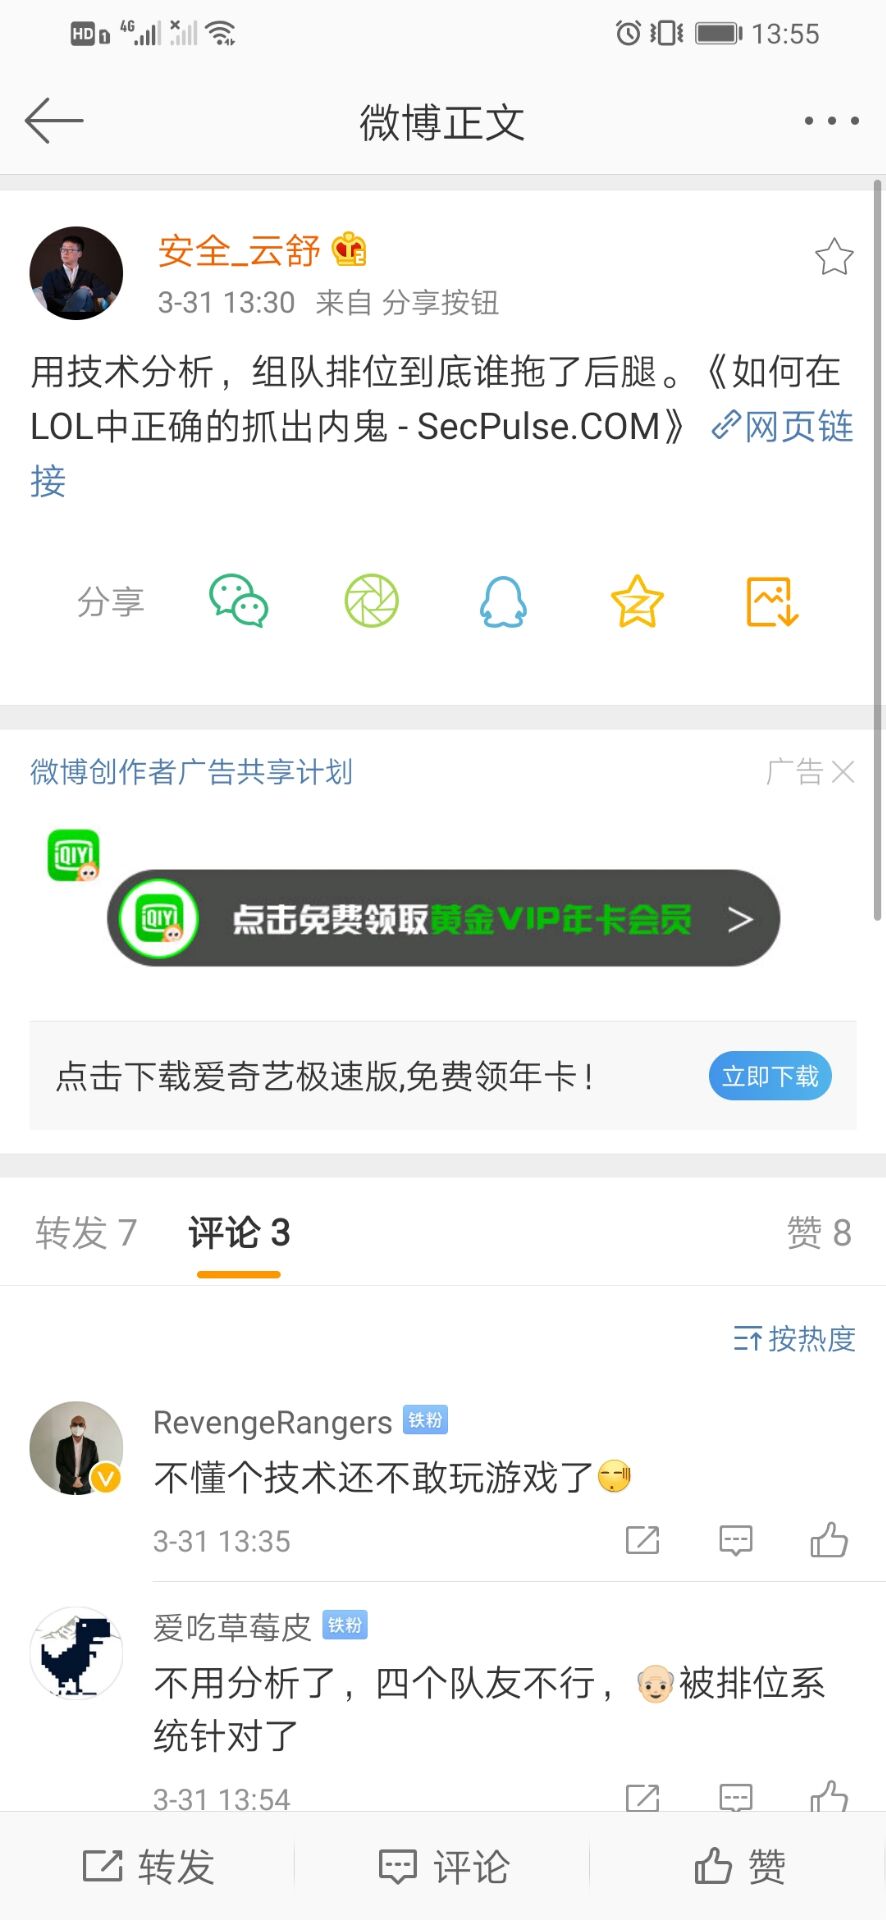 HD 1 4G 13:55
微博正文
安全_云舒 2
3-31 13:30 来自 分享按钮
用技术分析，组队排位到底谁拖了后腿。《如何在
LOL中正确的抓出内鬼 - SecPulse.COM》 网页链
接
分享
微博创作者广告共享计划 广告
iQIYI
iQIYI 点击免费领取黄金VIP年卡会员 >
点击下载爱奇艺极速版,免费领年卡! 立即下载
转发 7 评论 3 赞 8
按热度
RevengeRangers 铁粉
不懂个技术还不敢玩游戏了
3-31 13:35
爱吃草莓皮 铁粉
不用分析了，四个队友不行，被排位系
统针对了
3-31 13:54
转发 评论 赞